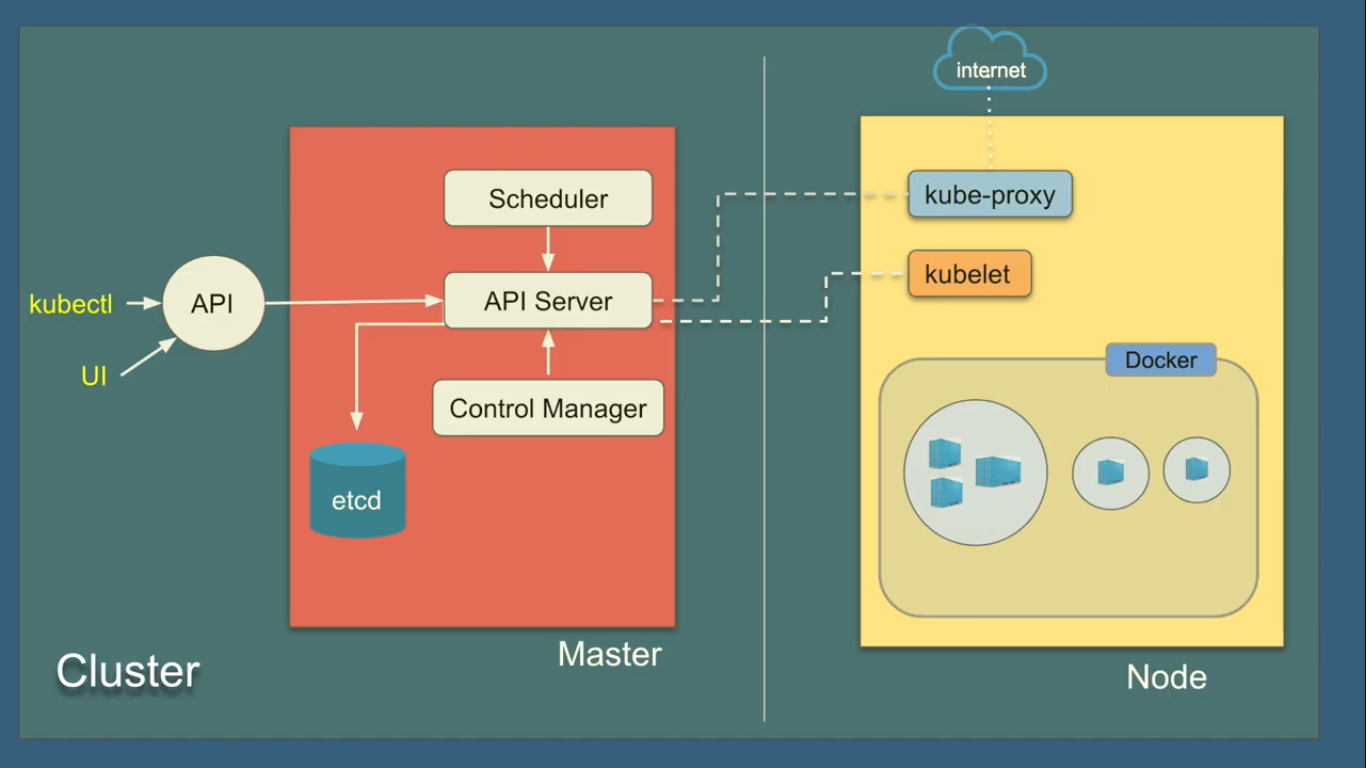 internet
Scheduler
kube-proxy
kubectl
API
API Server
kubelet
UI
Docker
Control Manager
etcd
Master
Cluster
Node